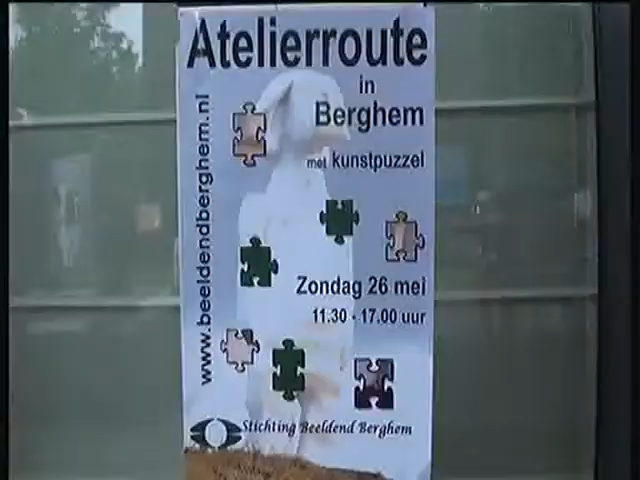 Atelierroute
in
Berghem
met kunstpuzzel
www.beeldendberghem.nl
Zondag 26 mei
11.30 - 17.00 uur
Stichting Beeldend Berghem